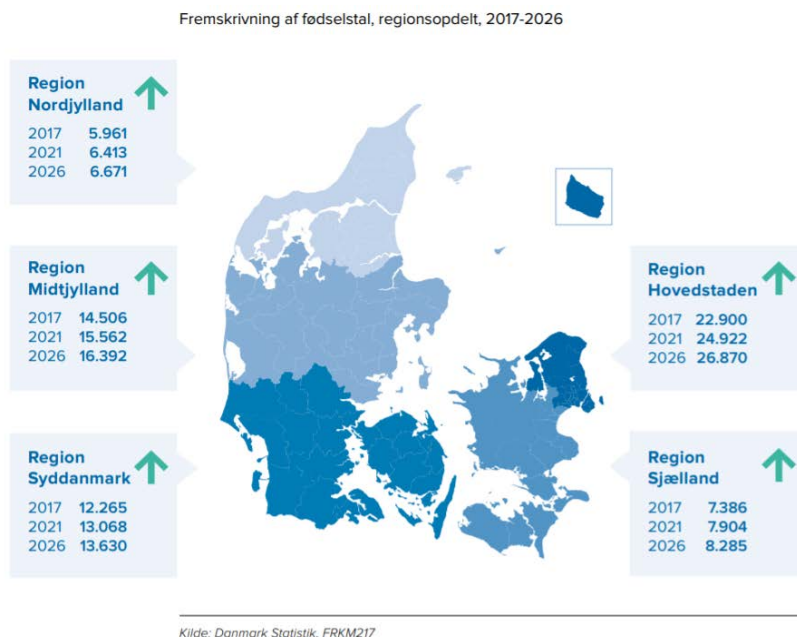 Fremskrivning af fødselstal, regionsopdelt, 2017-2026
Region
Nordjylland
2017 5.961
2021 6.413
2026 6.671
Region
Midtjylland
2017 14.506
2021 15.562
2026 16.392
Region
Syddanmark
2017 12.265
2021 13.068
2026 13.630
Region
Hovedstaden
2017 22.900
2021 24.922
2026 26.870
Region
Sjælland
2017 7.386
2021 7.904
2026 8.285
Kilde: Danmark Statistik, FRKM217